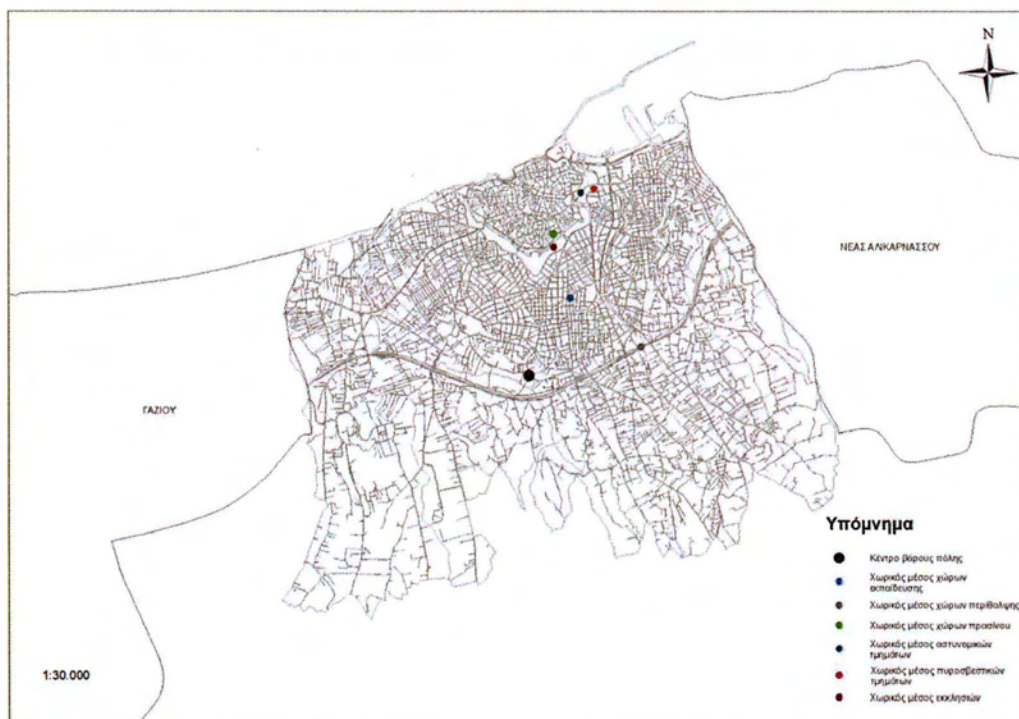 N
ΝΕΑΣ ΑΛΙΚΑΡΝΑΣΣΟΥ
ΓΑΖΙΟΥ
Υπόμνημα
Κέντρο βάρους πόλης
Χωρικός μέσος χώρων
εκπαίδευσης
Χωρικός μέσος χώρων περίθαλψης
Χωρικός μέσος χώρων πρασίνου
Χωρικός μέσος αστυνομικών
τμημάτων
Χωρικός μέσος πυροσβεστικών
τμημάτων
Χωρικός μέσος εκκλησιών
1:30.000